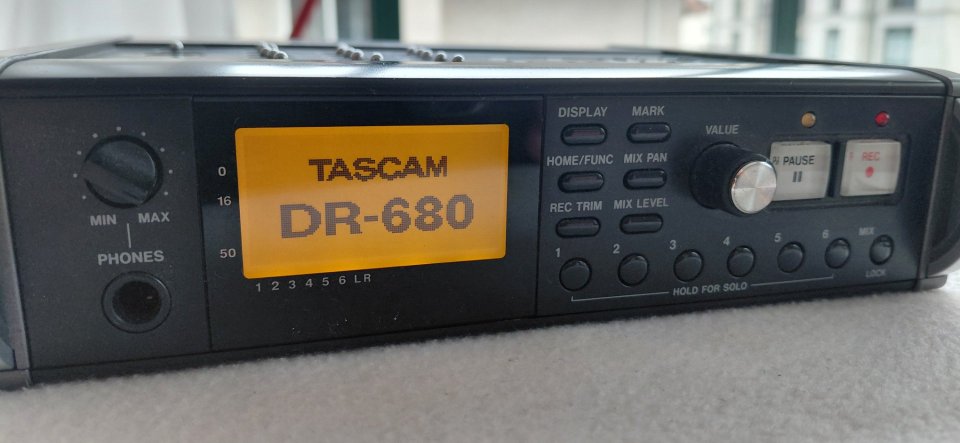 MIN MAX
PHONES
0
16
50
TASCAM
DR-680
1 2 3 4 5 6 L R
DISPLAY MARK
HOME/FUNC MIX PAN
REC TRIM MIX LEVEL
VALUE
PAUSE
REC
1 2 3 4 5 6 MIX
LOCK
HOLD FOR SOLO